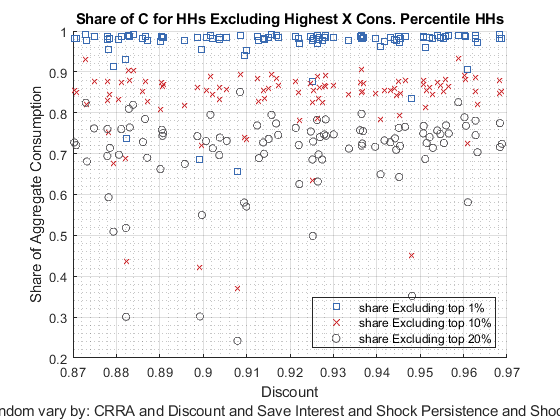 Share of C for HHs Excluding Highest X Cons. Percentile HHs
1
0.9
0.8
0.7
0.6
0.5
0.4
0.3
0.2
Share of Aggregate Consumption
share Excluding top 1%
share Excluding top 10%
share Excluding top 20%
0.87 0.88 0.89 0.9 0.91 0.92 0.93 0.94 0.95 0.96 0.97
Discount
vary by: CRRA and Discount and Save Interest and Shock Persistence and